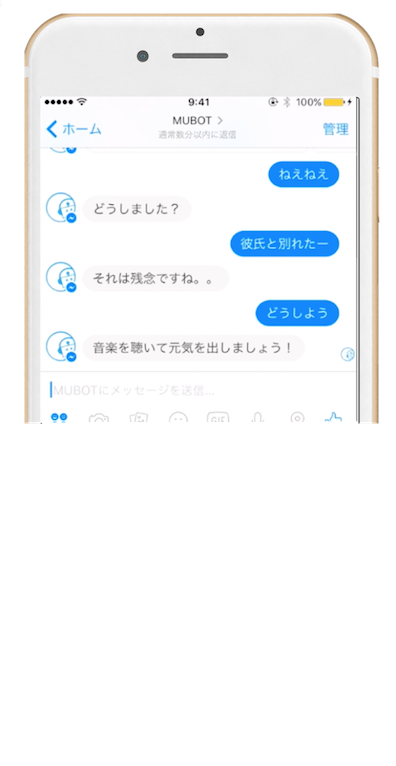 9:41
100%
ホーム
MUBOT
管理
通常数分以内に返信
ねえねえ
どうしました？
彼氏と別れたー
それは残念ですね。。
どうしよう
音楽を聴いて元気を出しましょう！
MUBOTにメッセージを送信...
GIF